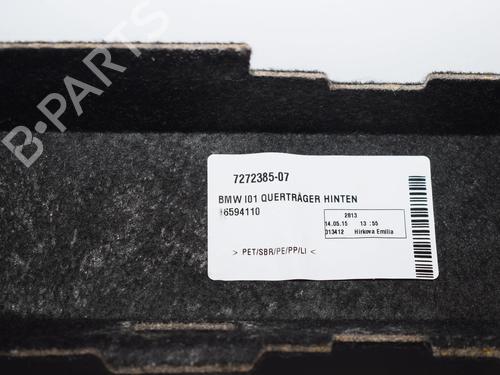 B-PARTS
7272385-07
BMW I01 QUERTRÄGER HINTEN
16594110
2813
14.05.15 13:55
013412 Hirkova Emilia
> PET/SBR/PE/PP/LI <